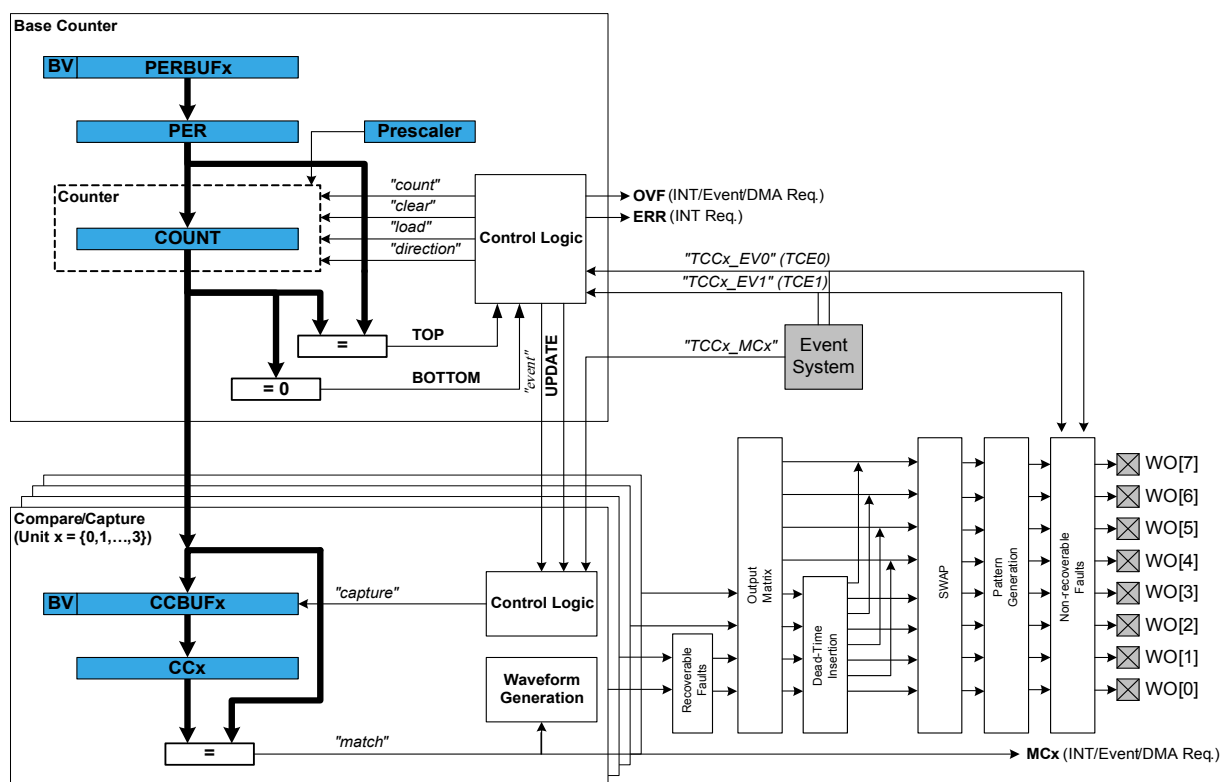 Base Counter
BV PERBUFx
PER
Prescaler
Counter
COUNT
"count"
"clear"
"load"
"direction"
Control Logic
OVF (INT/Event/DMA Req.)
ERR (INT Req.)
"TCCx_EV0" (TCE0)
"TCCx_EV1" (TCE1)
"TCCx_MCx"
Event
System
=
TOP
= 0
BOTTOM
"event"
UPDATE
Compare/Capture
(Unit x = {0,1,...,3})
BV CCBUFx
"capture"
Control Logic
CCx
Waveform
Generation
=
"match"
Recoverable
Faults
Output
Matrix
Dead-Time
Insertion
SWAP
Pattern
Generation
Non-recoverable
Faults
WO[7]
WO[6]
WO[5]
WO[4]
WO[3]
WO[2]
WO[1]
WO[0]
MCx (INT/Event/DMA Req.)